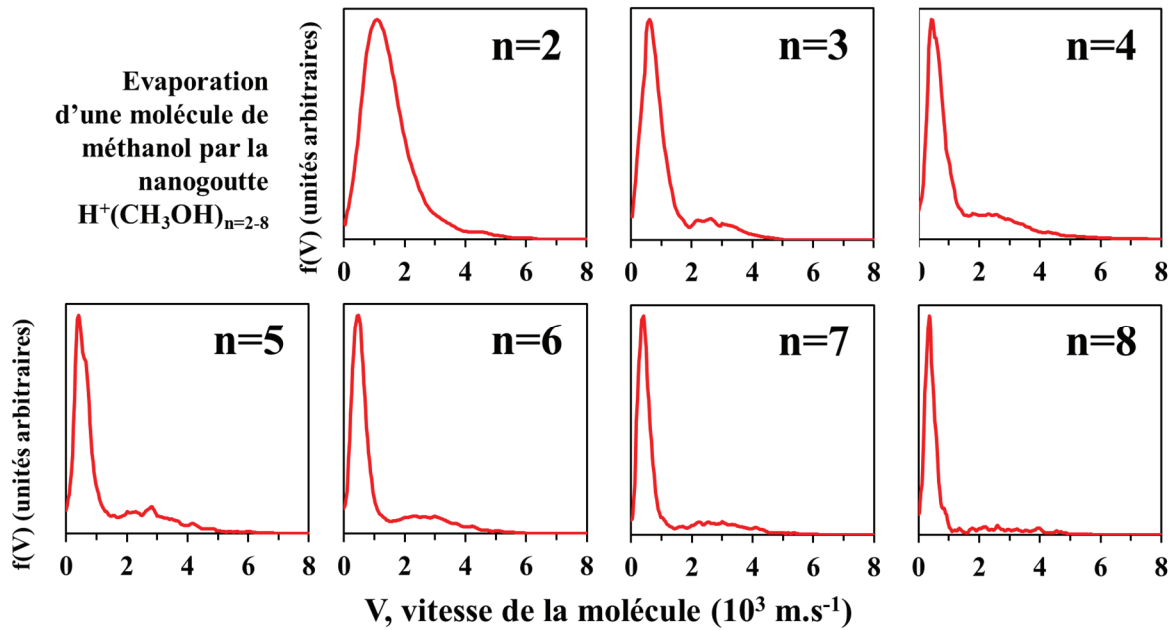 Evaporation
d'une molécule de
méthanol par la
nanogoutte
H⁺(CH₃OH)ₙ₌₂₋₈
f(V) (unités arbitraires)
n=2
0 2 4 6 8
n=3
0 2 4 6 8
n=4
0 2 4 6 8
f(V) (unités arbitraires)
n=5
0 2 4 6 8
n=6
0 2 4 6 8
n=7
0 2 4 6 8
n=8
0 2 4 6 8
V, vitesse de la molécule (10³ m.s⁻¹)